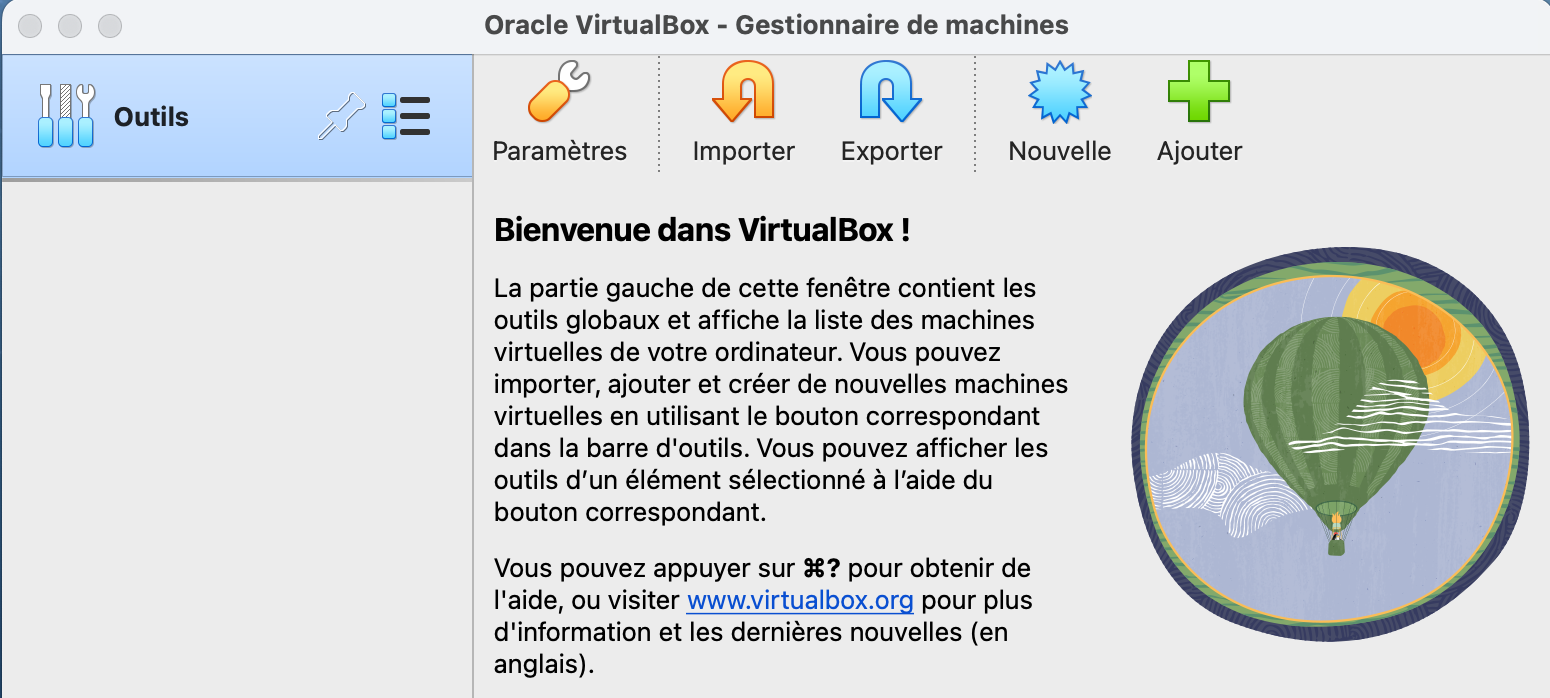 Oracle VirtualBox - Gestionnaire de machines
Outils
Paramètres
Importer
Exporter
Nouvelle
Ajouter
Bienvenue dans VirtualBox !
La partie gauche de cette fenêtre contient les
outils globaux et affiche la liste des machines
virtuelles de votre ordinateur. Vous pouvez
importer, ajouter et créer de nouvelles machines
virtuelles en utilisant le bouton correspondant
dans la barre d'outils. Vous pouvez afficher les
outils d’un élément sélectionné à l’aide du
bouton correspondant.
Vous pouvez appuyer sur ⌘? pour obtenir de
l'aide, ou visiter www.virtualbox.org pour plus
d'information et les dernières nouvelles (en
anglais).